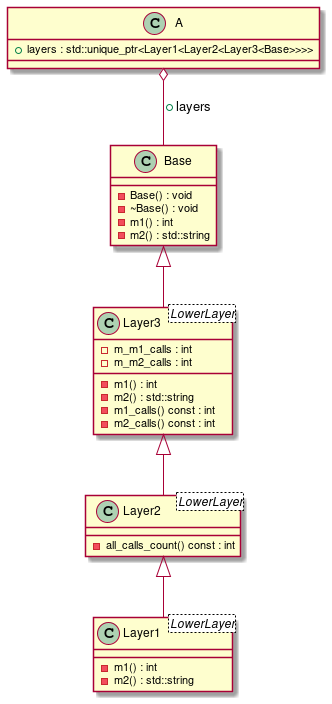 C A
layers : std::unique_ptr<Layer1<Layer2<Layer3<Base>>>>
layers
C Base
Base() : void
~Base() : void
m1() : int
m2() : std::string
C Layer3 LowerLayer
m_m1_calls : int
m_m2_calls : int
m1() : int
m2() : std::string
m1_calls() const : int
m2_calls() const : int
C Layer2 LowerLayer
all_calls_count() const : int
C Layer1 LowerLayer
m1() : int
m2() : std::string